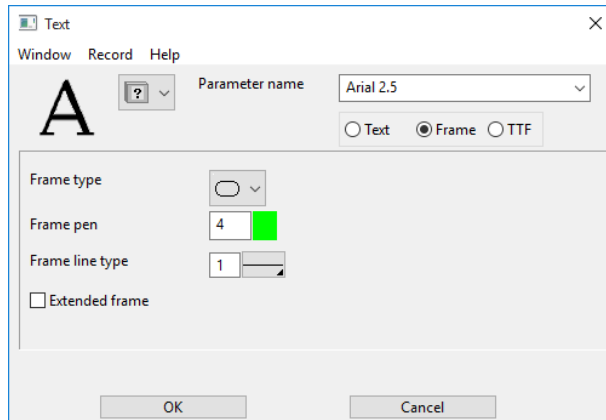 Text
Window Record Help
A
?
Parameter name
Arial 2.5
Text Frame TTF
Frame type
Frame pen
4
Frame line type
1
Extended frame
OK Cancel